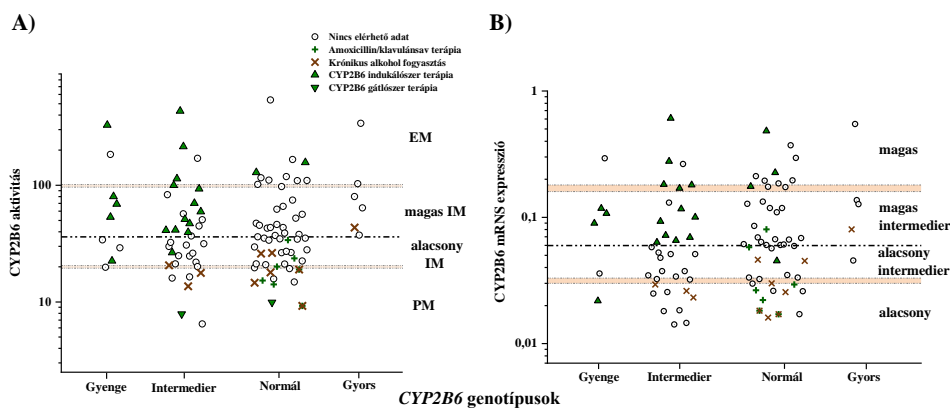 A)
Nincs elérhető adat
Amoxicillin/klavulánsav terápia
Krónikus alkohol fogyasztás
CYP2B6 indukálószer terápia
CYP2B6 gátlószer terápia
CYP2B6 aktivitás
100
10
EM
magas IM
alacsony
IM
PM
Gyenge
Intermedier
Normál
Gyors
B)
CYP2B6 mRNS expresszió
1
0,1
0,01
magas
magas
intermedier
alacsony
intermedier
alacsony
Gyenge
Intermedier
Normál
Gyors
CYP2B6 genotípusok